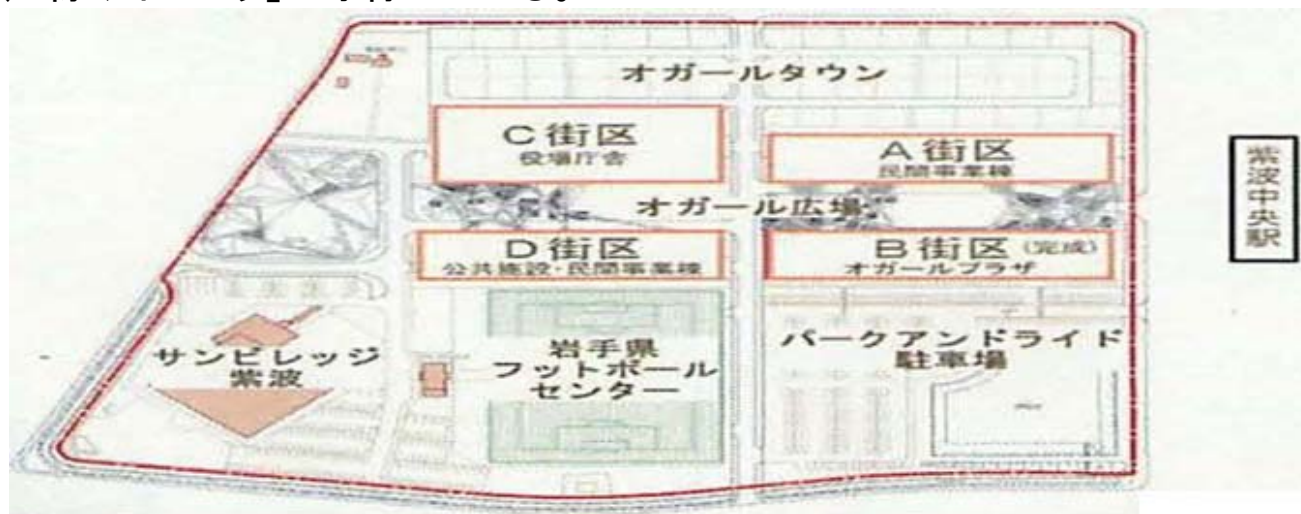 オガールタウン
C街区
役場庁舎
A街区
民間事業棟
オガール広場
D街区
公共施設・民間事業棟
B街区(完成)
オガールプラザ
紫波中央駅
サンビレッジ
紫波
岩手県
フットボール
センター
パークアンドライド
駐車場